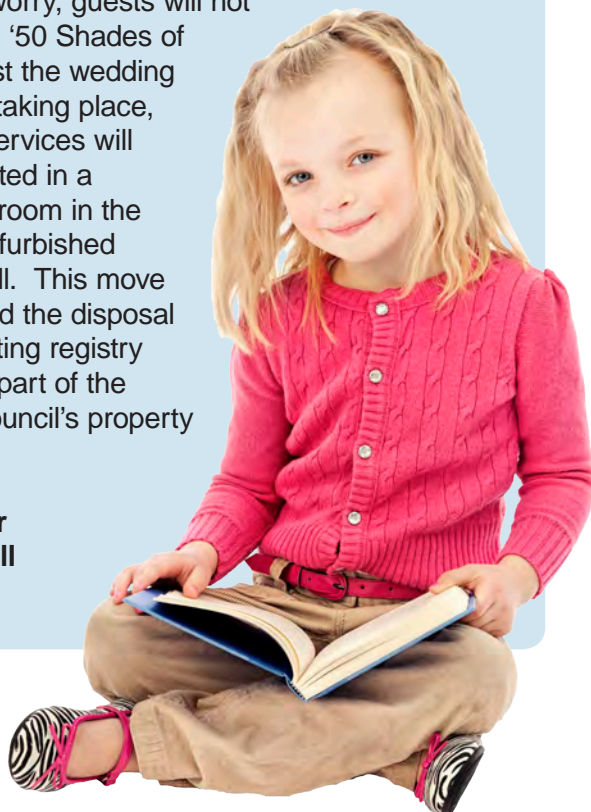 worry, guests will not
'50 Shades of
st the wedding
taking place,
ervices will
ted in a
room in the
furbished
ll. This move
d the disposal
ting registry
part of the
ouncil's property
r
ll